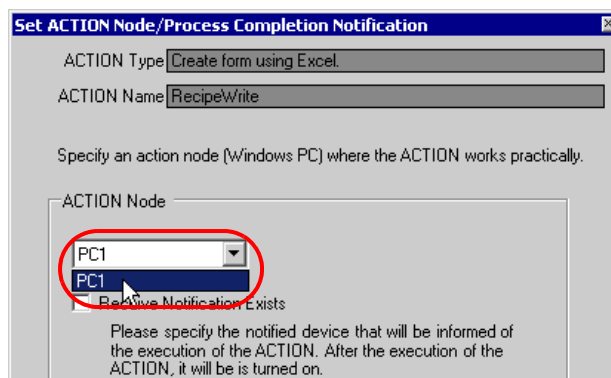 Set ACTION Node/Process Completion Notification
ACTION Type Create form using Excel.
ACTION Name RecipeWrite
Specify an action node (Windows PC) where the ACTION works practically.
ACTION Node
PC1
PC1
Receive Notification Exists
Please specify the notified device that will be informed of
the execution of the ACTION. After the execution of the
ACTION, it will be is turned on.